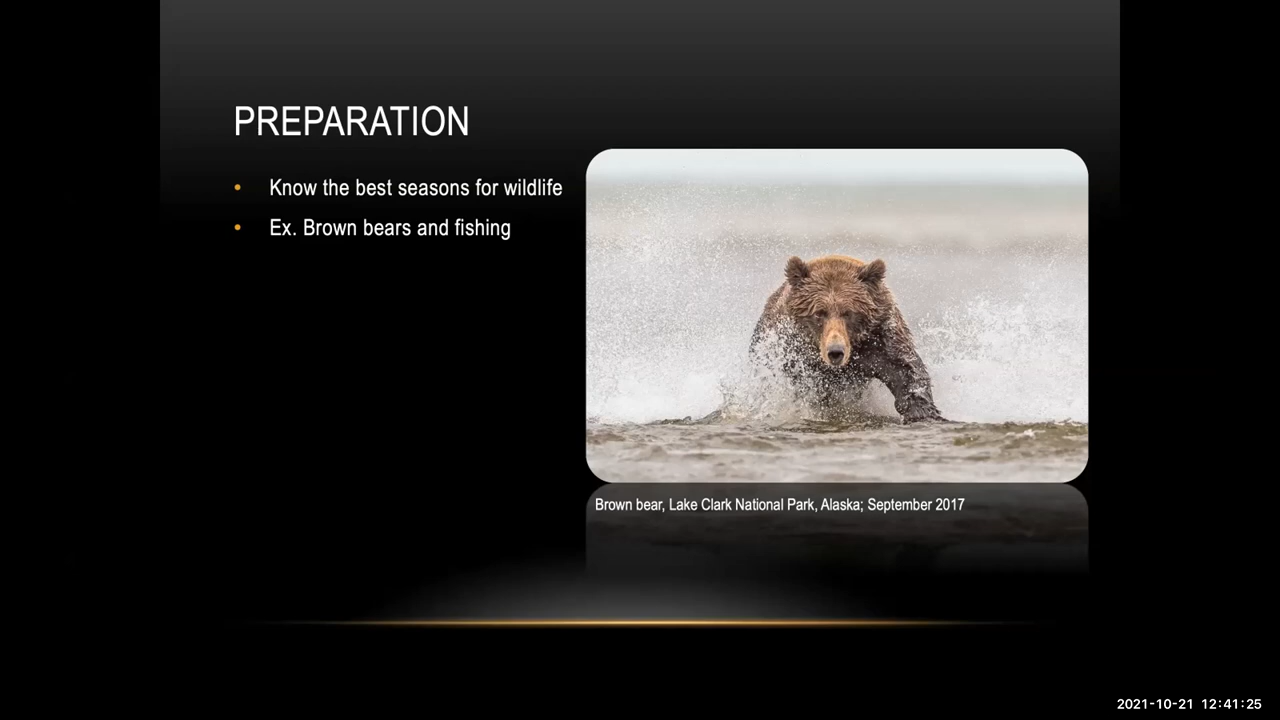 PREPARATION
• Know the best seasons for wildlife
• Ex. Brown bears and fishing
Brown bear, Lake Clark National Park, Alaska; September 2017
2021-10-21 12:41:25